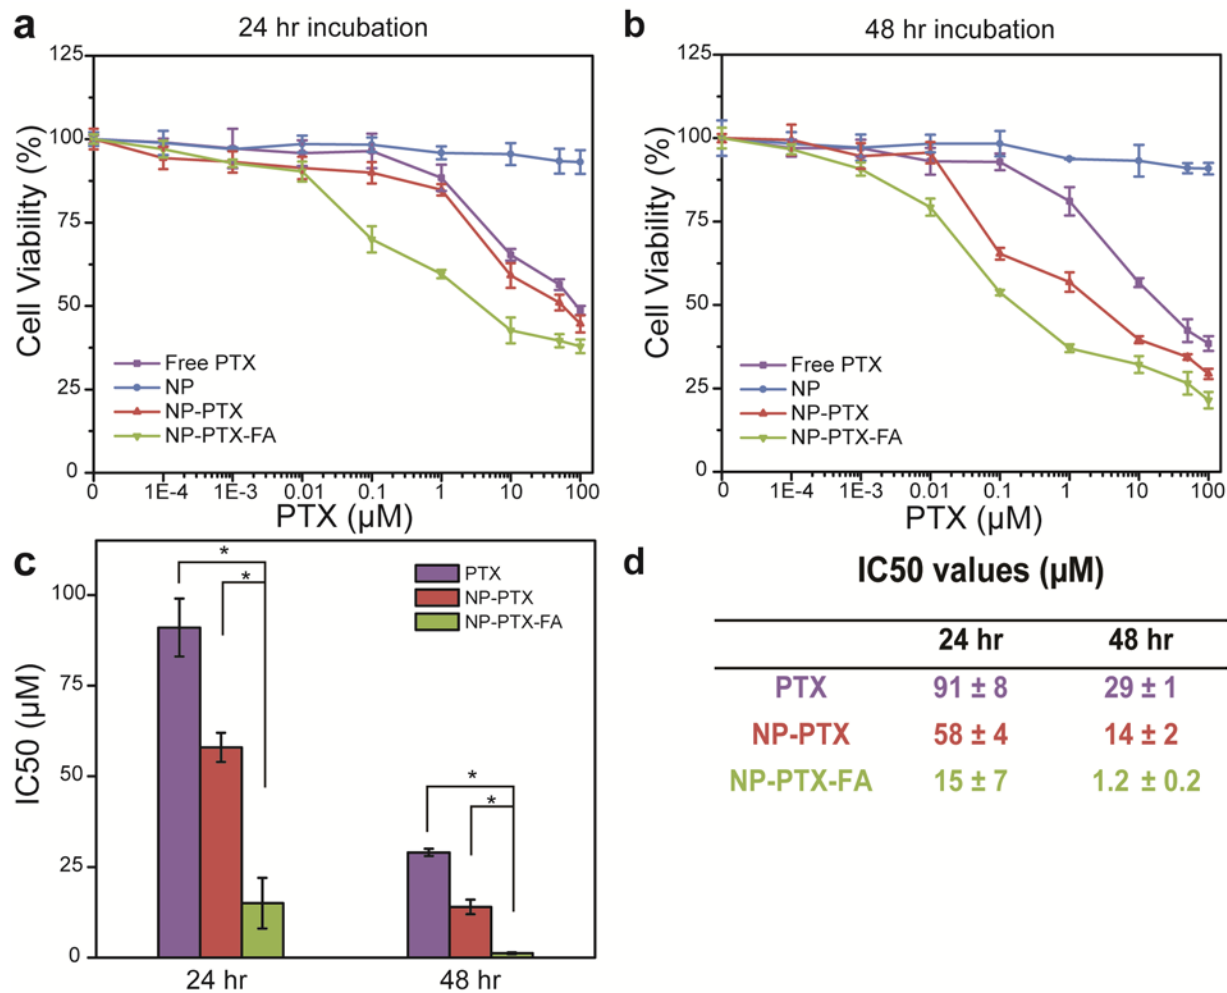 a
24 hr incubation
125
100
75
50
25
0
Cell Viability (%)
Free PTX
NP
NP-PTX
NP-PTX-FA
0 1E-4 1E-3 0.01 0.1 1 10 100
PTX (µM)
b
48 hr incubation
125
100
75
50
25
0
Cell Viability (%)
Free PTX
NP
NP-PTX
NP-PTX-FA
0 1E-4 1E-3 0.01 0.1 1 10 100
PTX (µM)
c
100
75
50
25
0
IC50 (µM)
* *
* *
PTX
NP-PTX
NP-PTX-FA
24 hr 48 hr
d
IC50 values (µM)
24 hr 48 hr
PTX 91 ± 8 29 ± 1
NP-PTX 58 ± 4 14 ± 2
NP-PTX-FA 15 ± 7 1.2 ± 0.2